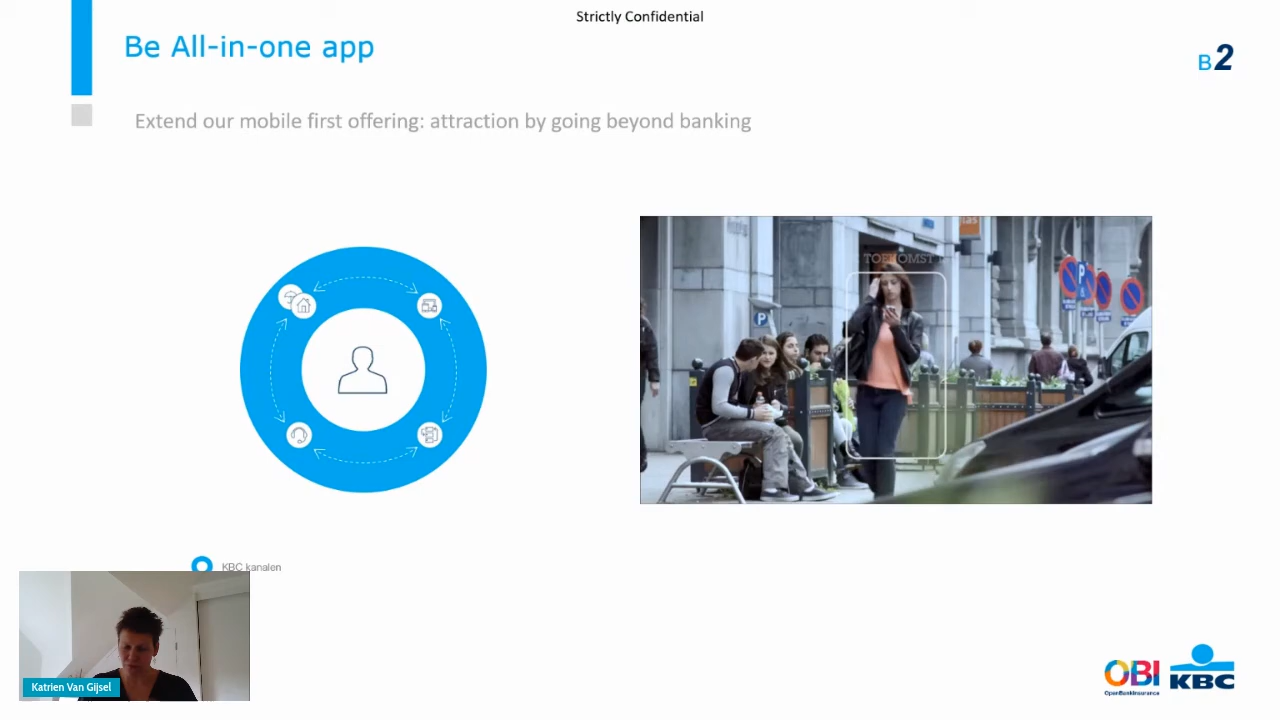 Strictly Confidential
Be All-in-one app
B2
Extend our mobile first offering: attraction by going beyond banking
TOEKOMST
P
P
KBC kanalen
Katrien Van Gijsel
OBI
OpenBankInsurance
KBC